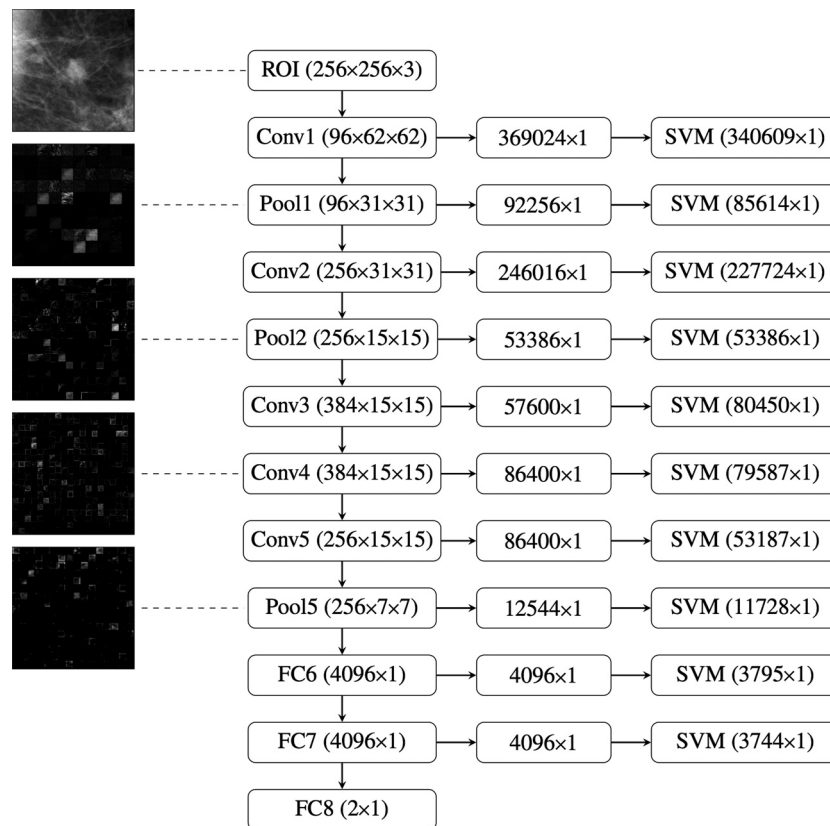 ROI (256×256×3)
Conv1 (96×62×62) 369024×1 SVM (340609×1)
Pool1 (96×31×31) 92256×1 SVM (85614×1)
Conv2 (256×31×31) 246016×1 SVM (227724×1)
Pool2 (256×15×15) 53386×1 SVM (53386×1)
Conv3 (384×15×15) 57600×1 SVM (80450×1)
Conv4 (384×15×15) 86400×1 SVM (79587×1)
Conv5 (256×15×15) 86400×1 SVM (53187×1)
Pool5 (256×7×7) 12544×1 SVM (11728×1)
FC6 (4096×1) 4096×1 SVM (3795×1)
FC7 (4096×1) 4096×1 SVM (3744×1)
FC8 (2×1)